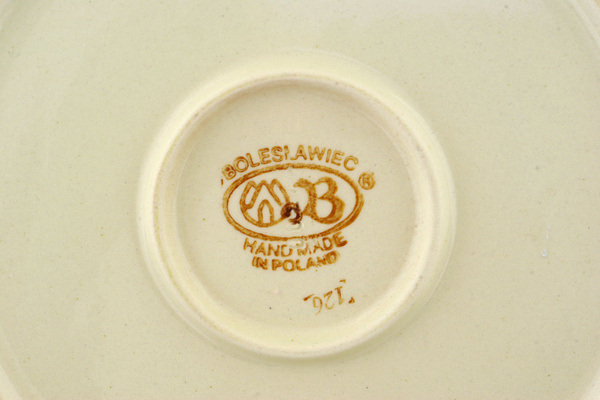 BOLESŁAWIEC ®
B
HAND MADE
IN POLAND
126